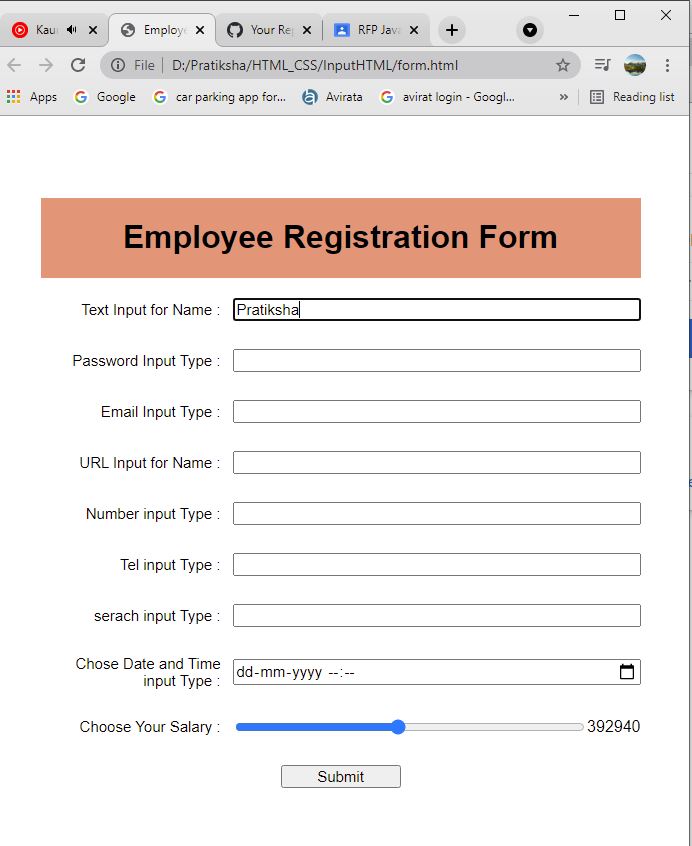 Kau
Employe
Your Rep
RFP Java
File
D:/Pratiksha/HTML_CSS/InputHTML/form.html
Apps
Google
car parking app for...
Avirata
avirat login - Googl...
»
Reading list
Employee Registration Form
Text Input for Name :
Pratiksha
Password Input Type :
Email Input Type :
URL Input for Name :
Number input Type :
Tel input Type :
serach input Type :
Chose Date and Time
input Type :
dd-mm-yyyy --:--
Choose Your Salary :
392940
Submit